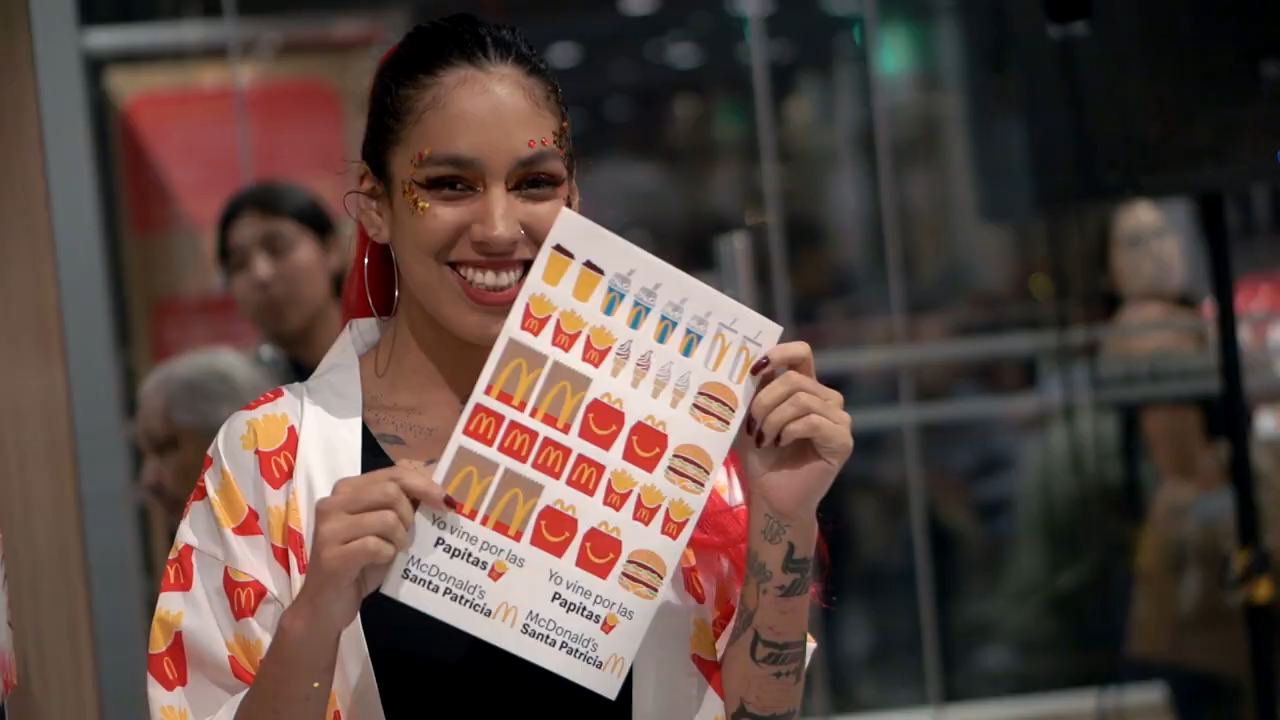 Yo vine por las
Papitas
McDonald's
Santa Patricia
Yo vine por las
Papitas
McDonald's
Santa Patricia